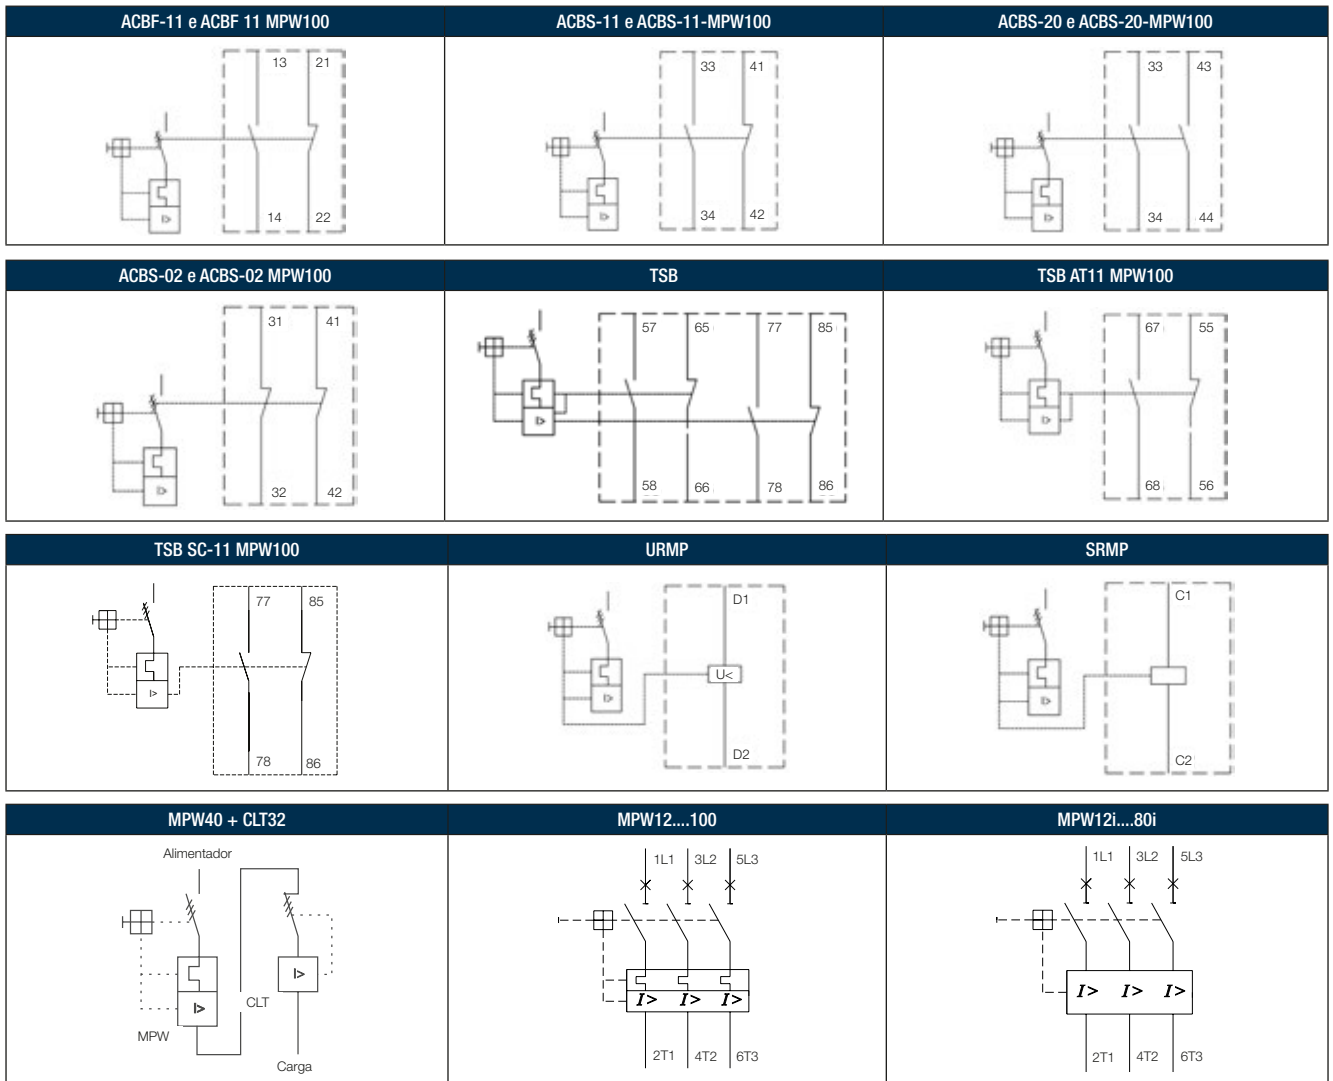 ACBF-11 e ACBF 11 MPW100
ACBS-11 e ACBS-11-MPW100
ACBS-20 e ACBS-20-MPW100
13 21
33 41
33 43
I>
14 22
I>
34 42
I>
34 44
ACBS-02 e ACBS-02 MPW100
TSB
TSB AT11 MPW100
31 41
57 65 77 85
67 55
I>
32 42
I>
58 66 78 86
I>
68 56
TSB SC-11 MPW100
URMP
SRMP
77 85
D1
C1
I>
78 86
I>
U<
D2
I>
C2
MPW40 + CLT32
MPW12....100
MPW12i....80i
Alimentador
I>
I>
CLT
MPW
Carga
1L1 3L2 5L3
I> I> I>
2T1 4T2 6T3
1L1 3L2 5L3
I> I> I>
2T1 4T2 6T3